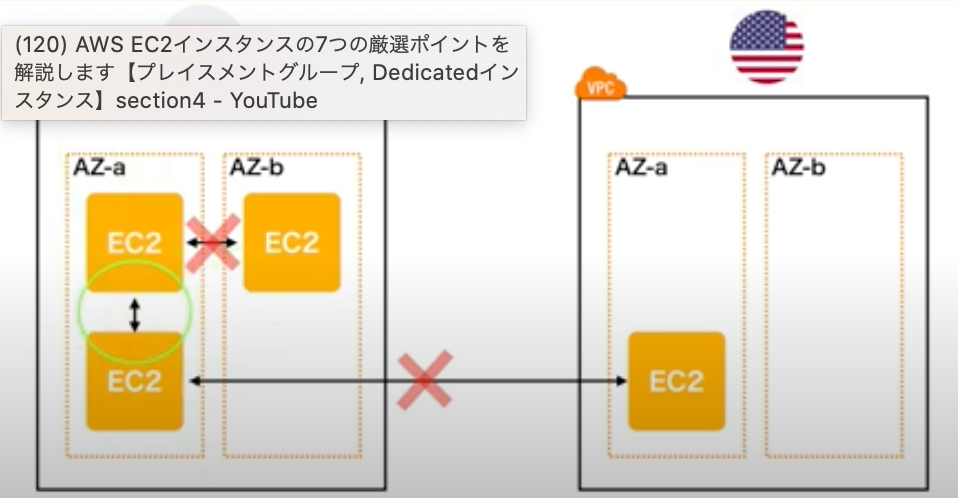 (120) AWS EC2インスタンスの7つの厳選ポイントを
解説します【プレイスメントグループ, Dedicatedイン
スタンス】section4 - YouTube
VPC
AZ-a
AZ-b
EC2
EC2
EC2
AZ-a
AZ-b
EC2